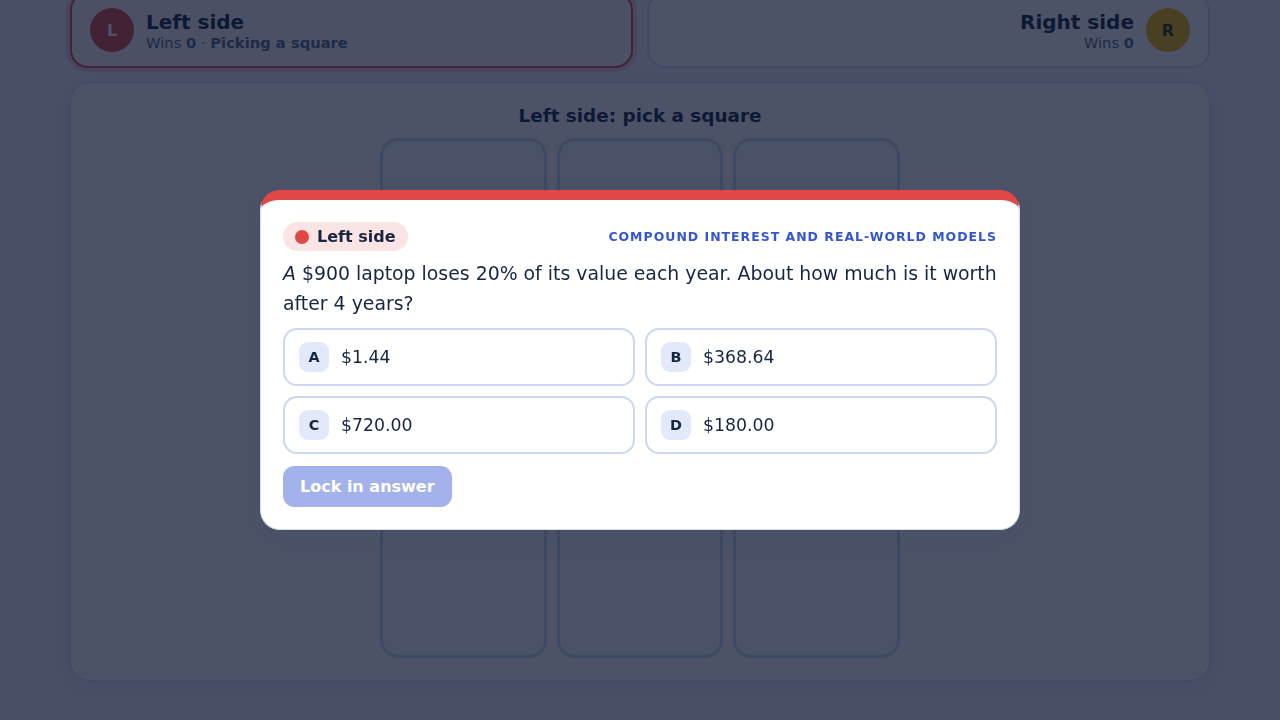 L
Left side
Wins 0 · Picking a square
Right side
Wins 0
R
Left side: pick a square
Left side
COMPOUND INTEREST AND REAL-WORLD MODELS
A $900 laptop loses 20% of its value each year. About how much is it worth
after 4 years?
A $1.44
B $368.64
C $720.00
D $180.00
Lock in answer